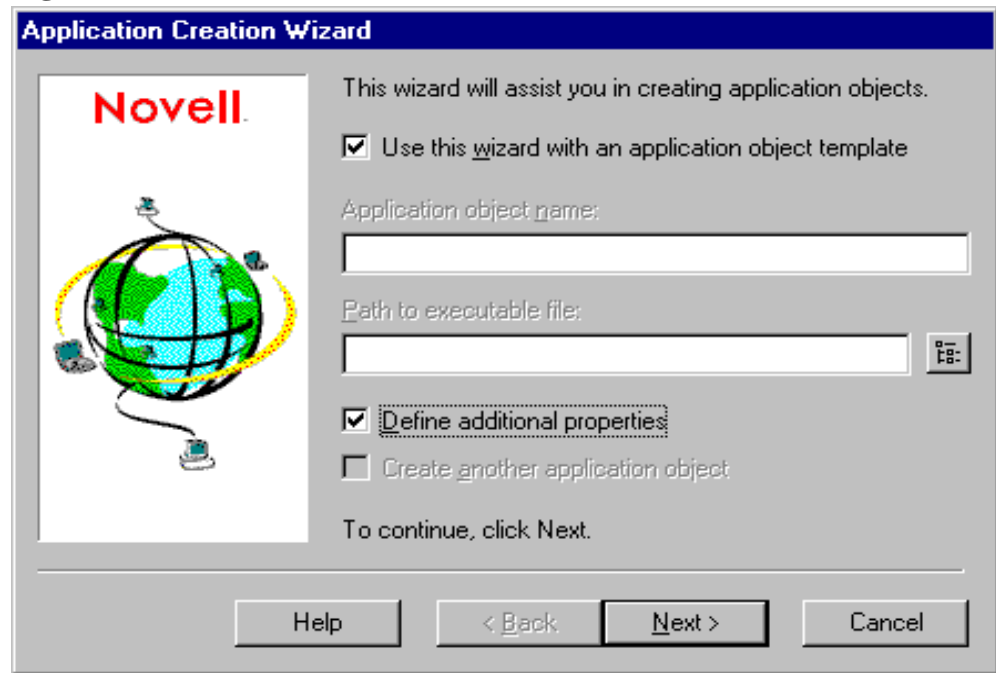 Application Creation Wizard
Novell.
This wizard will assist you in creating application objects.
Use this wizard with an application object template
Application object name:
Path to executable file:
Define additional properties
Create another application object
To continue, click Next.
Help
< Back
Next >
Cancel